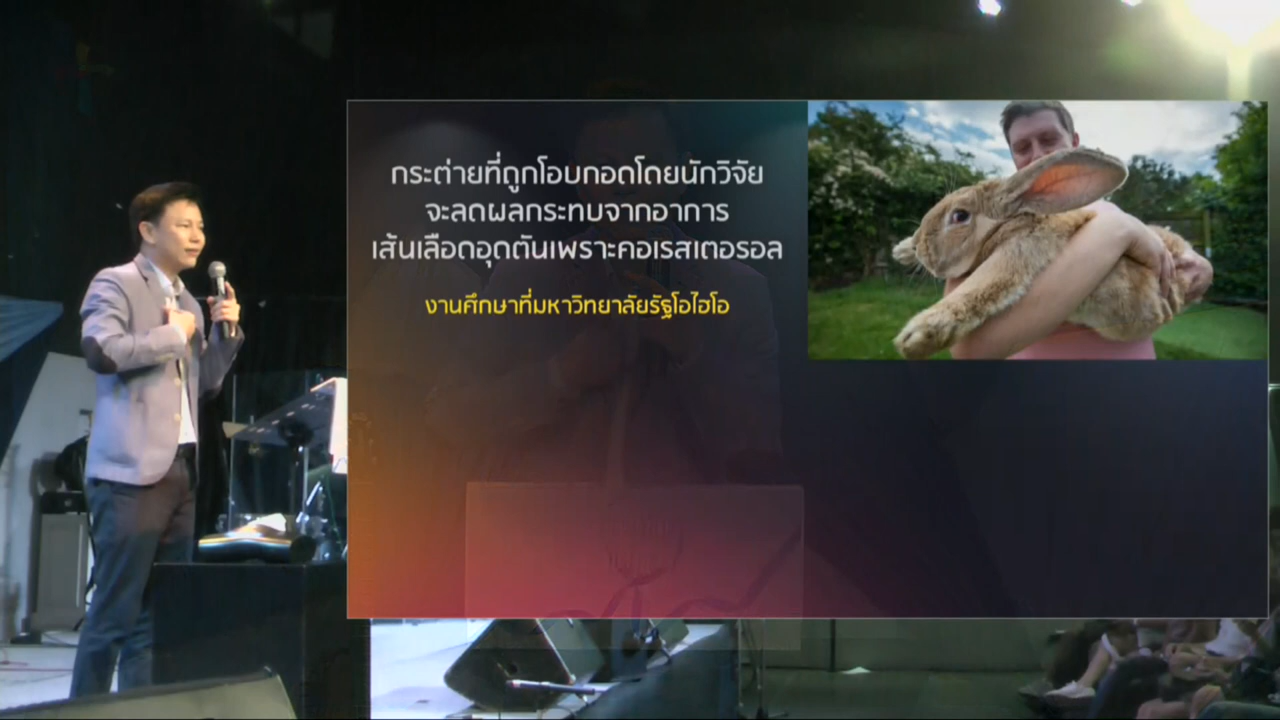 กระต่ายที่ถูกโอบกอดโดยนักวิจัย
จะลดผลกระทบจากอาการ
เส้นเลือดอุดตันเพราะคอเรสเตอรอล
งานศึกษาที่มหาวิทยาลัยรัฐโอไฮโอ